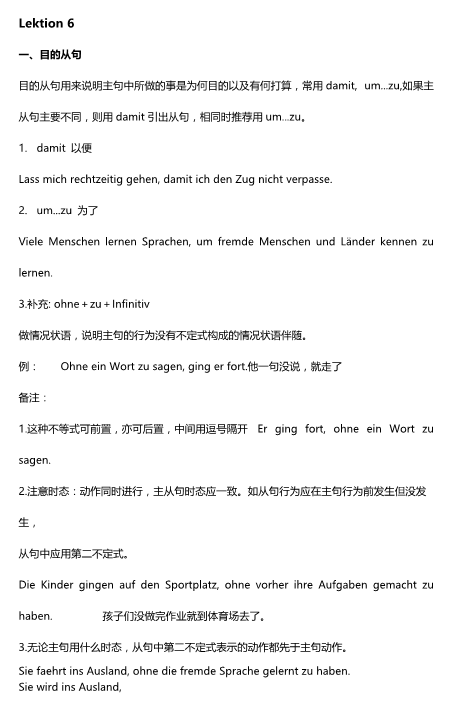 Lektion 6
一、目的从句
目的从句用来说明主句中所做的事是为何目的以及有何打算，常用 damit, um...zu,如果主
从句主要不同，则用 damit 引出从句，相同时推荐用 um...zu。
1. damit 以便
Lass mich rechtzeitig gehen, damit ich den Zug nicht verpasse.
2. um...zu 为了
Viele Menschen lernen Sprachen, um fremde Menschen und Länder kennen zu
lernen.
3.补充: ohne + zu + Infinitiv
做情况状语，说明主句的行为没有不定式构成的情况状语伴随。
例： Ohne ein Wort zu sagen, ging er fort.他一句没说，就走了
备注：
1.这种不等式可前置，亦可后置，中间用逗号隔开 Er ging fort, ohne ein Wort zu
sagen.
2.注意时态：动作同时进行，主从句时态应一致。如从句行为应在主句行为前发生但没发
生，
从句中应用第二不定式。
Die Kinder gingen auf den Sportplatz, ohne vorher ihre Aufgaben gemacht zu
haben. 孩子们没做完作业就到体育场去了。
3.无论主句用什么时态，从句中第二不定式表示的动作都先于主句动作。
Sie faehrt ins Ausland, ohne die fremde Sprache gelernt zu haben.
Sie wird ins Ausland,